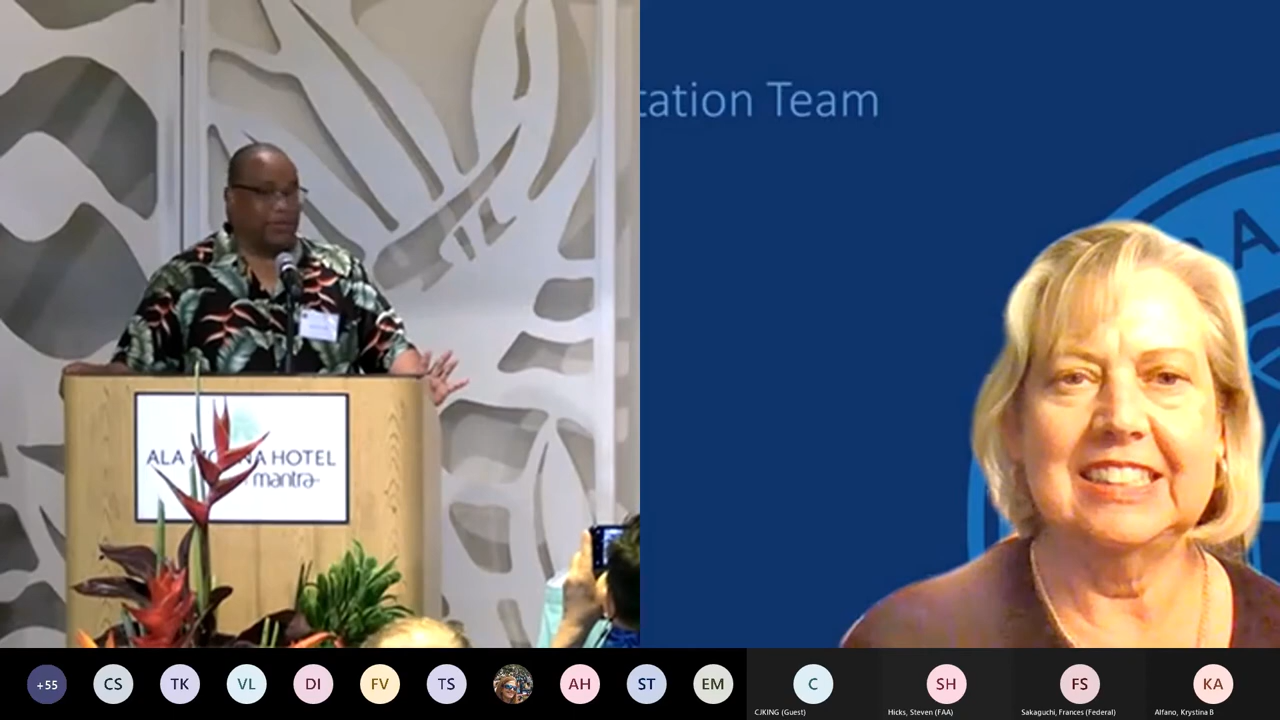 tation Team
ALA MOANA HOTEL
mantra
+55
CS
TK
VL
DI
FV
TS
AH
ST
EM
C
SH
FS
KA
CJKING (Guest)
Hicks, Steven (FAA)
Sakaguchi, Frances (Federal)
Alfano, Krystina B